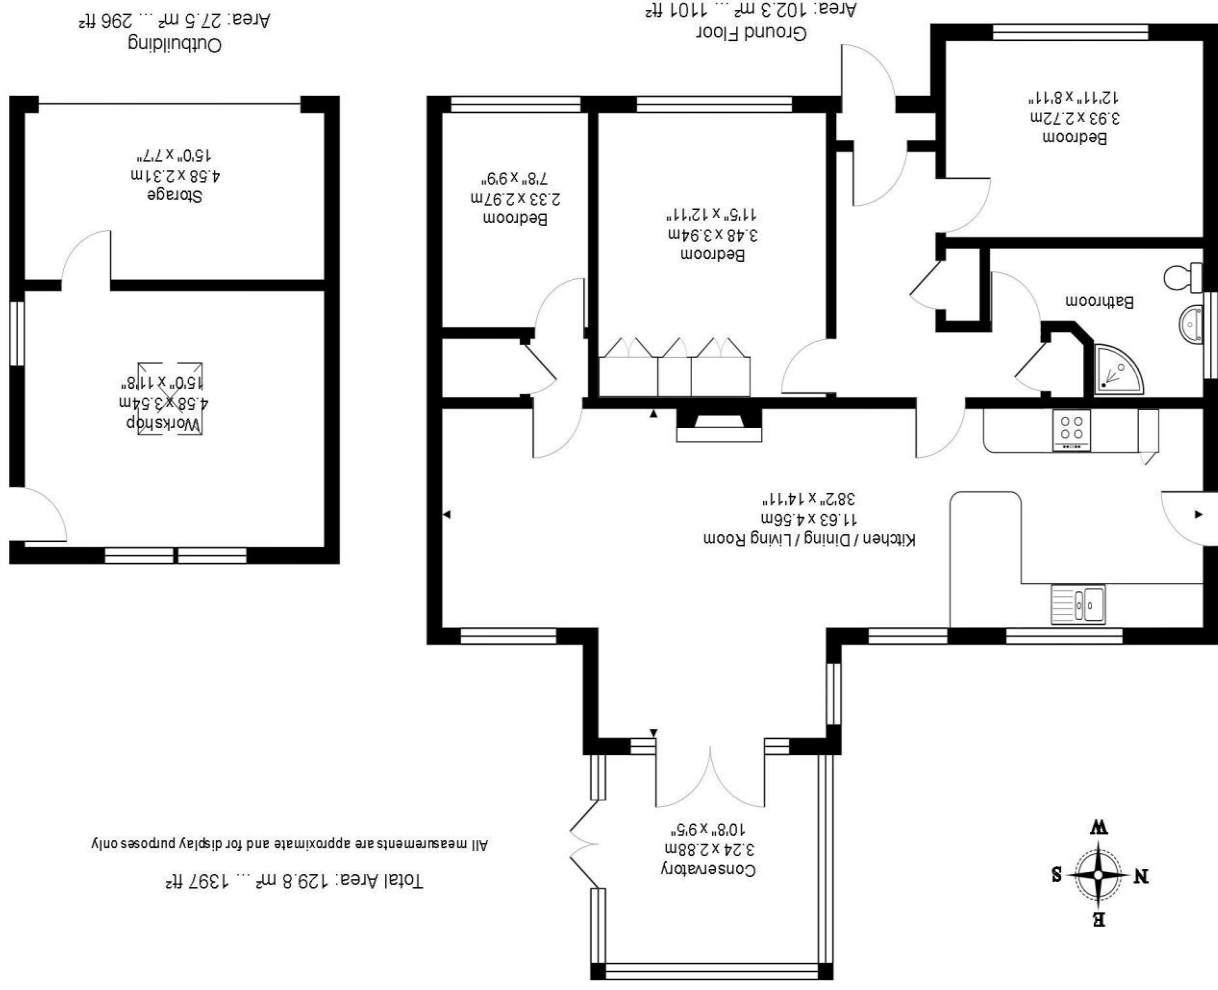 Total Area: 129.8 m² ... 1397 ft²
All measurements are approximate and for display purposes only
E
N
S
W
Conservatory
3.24 x 2.88m
10'8" x 9'5"
Kitchen / Dining / Living Room
11.63 x 4.56m
38'2" x 14'11"
Workshop
4.58 x 3.54m
15'0" x 11'8"
Bathroom
Bedroom
3.48 x 3.94m
11'5" x 12'11"
Bedroom
2.33 x 2.97m
7'8" x 9'9"
Storage
4.58 x 2.31m
15'0" x 7'7"
Bedroom
3.93 x 2.72m
12'11" x 8'11"
Ground Floor
Area: 102.3 m² ... 1101 ft²
Outbuilding
Area: 27.5 m² ... 296 ft²